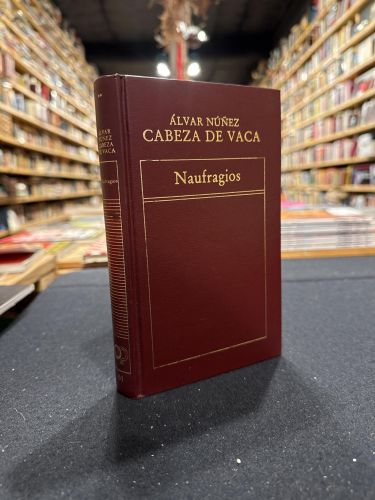 ÁLVAR NÚÑEZ
CABEZA DE VACA
Naufragios
ÁLVAR
NÚÑEZ
CABEZA
DE VACA
Naufragios